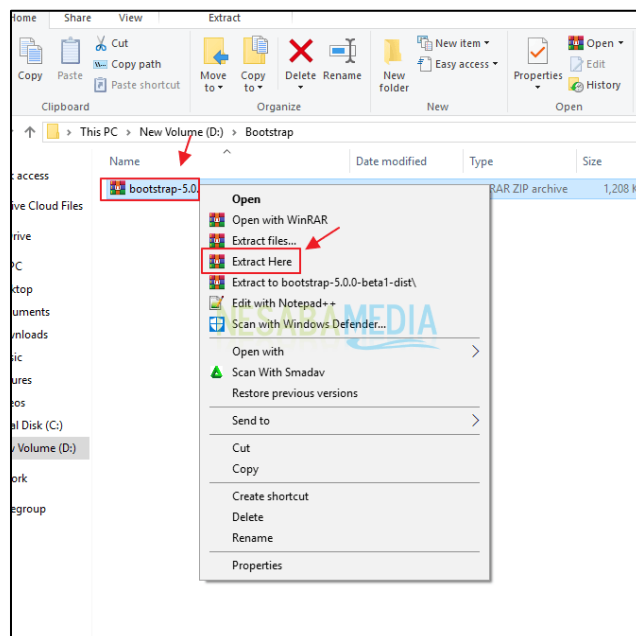 Home Share View Extract
Cut
Copy path
Paste shortcut
Copy Paste
Clipboard
Move to Copy to Delete Rename
Organize
New folder
New item
Easy access
New
Properties
Open
Edit
History
Open
This PC > New Volume (D:) > Bootstrap
Name Date modified Type Size
bootstrap-5.0. RAR ZIP archive 1,208 K
access
ive Cloud Files
rive
PC
ktop
uments
wnloads
sic
ures
eos
al Disk (C:)
Volume (D:)
ork
egroup
Open
Open with WinRAR
Extract files...
Extract Here
Extract to bootstrap-5.0.0-beta1-dist\
Edit with Notepad++
Scan with Windows Defender...
NESABAMEDIA
Open with
Scan With Smadav
Restore previous versions
Send to
Cut
Copy
Create shortcut
Delete
Rename
Properties